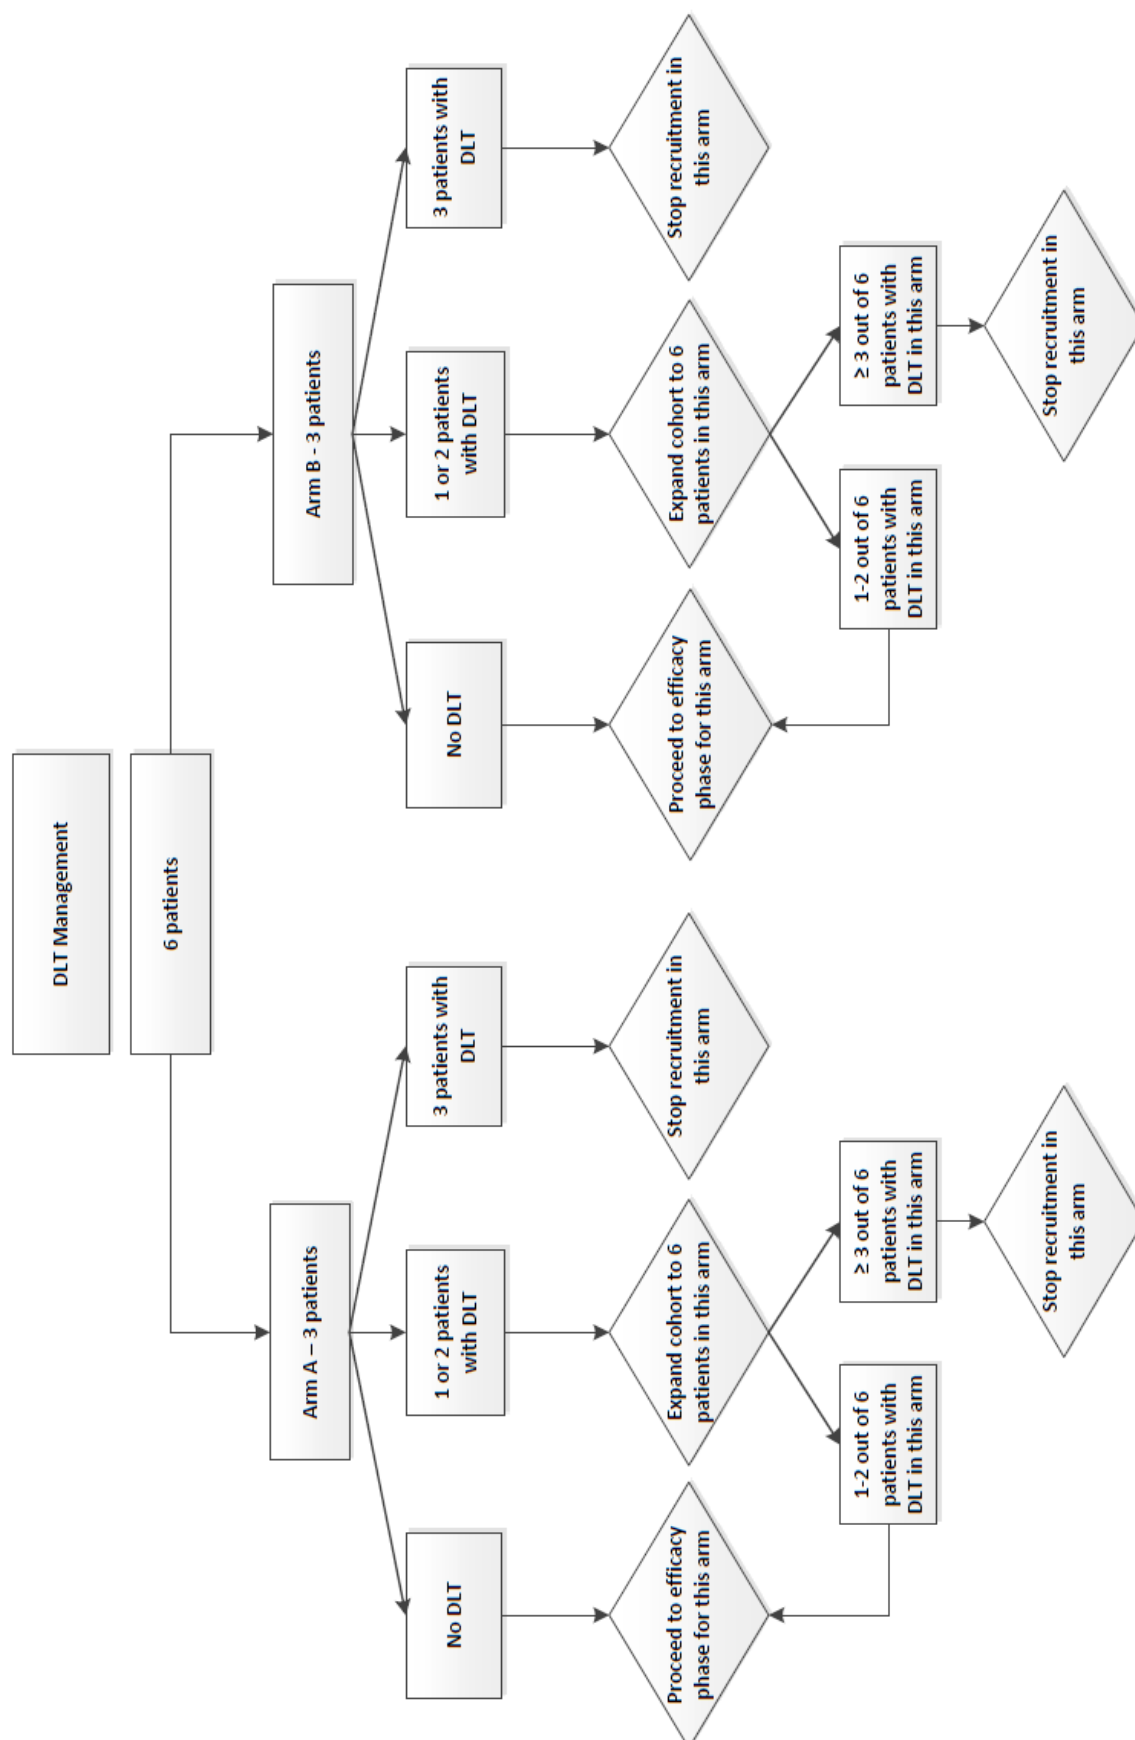 DLT Management
6 patients
Arm A – 3 patients
Arm B - 3 patients
No DLT
1 or 2 patients
with DLT
3 patients with
DLT
No DLT
1 or 2 patients
with DLT
3 patients with
DLT
Proceed to efficacy
phase for this arm
Expand cohort to 6
patients in this arm
Stop recruitment in
this arm
Proceed to efficacy
phase for this arm
Expand cohort to 6
patients in this arm
Stop recruitment in
this arm
1-2 out of 6
patients with
DLT in this arm
≥ 3 out of 6
patients with
DLT in this arm
1-2 out of 6
patients with
DLT in this arm
≥ 3 out of 6
patients with
DLT in this arm
Stop recruitment in
this arm
Stop recruitment in
this arm